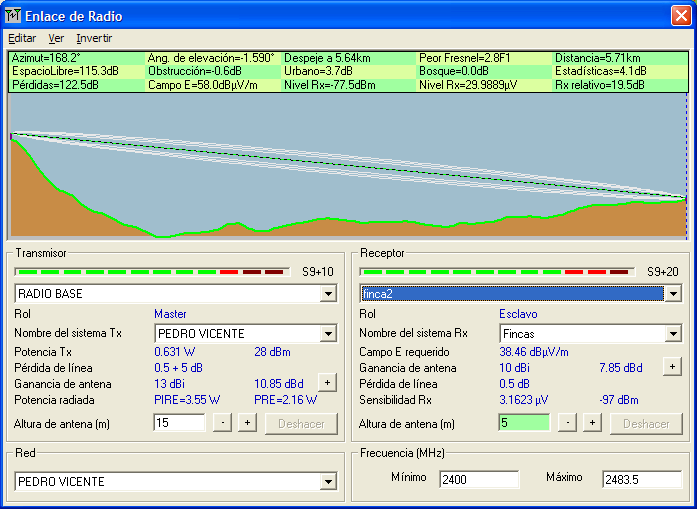 Enlace de Radio
Editar Ver Invertir
Azimut=168.2° Ang. de elevación=-1.590° Despeje a 5.64km Peor Fresnel=2.8F1 Distancia=5.71km
EspacioLibre=115.3dB Obstrucción=-0.6dB Urbano=3.7dB Bosque=0.0dB Estadísticas=4.1dB
Pérdidas=122.5dB Campo E=58.0dBµV/m Nivel Rx=-77.5dBm Nivel Rx=29.9889µV Rx relativo=19.5dB
Transmisor
S9+10
RADIO BASE
Rol Master
Nombre del sistema Tx PEDRO VICENTE
Potencia Tx 0.631 W 28 dBm
Pérdida de línea 0.5 + 5 dB
Ganancia de antena 13 dBi 10.85 dBd +
Potencia radiada PIRE=3.55 W PRE=2.16 W
Altura de antena (m) 15 - + Deshacer
Receptor
S9+20
finca2
Rol Esclavo
Nombre del sistema Rx Fincas
Campo E requerido 38.46 dBµV/m
Ganancia de antena 10 dBi 7.85 dBd +
Pérdida de línea 0.5 dB
Sensibilidad Rx 3.1623 µV -97 dBm
Altura de antena (m) 5 - + Deshacer
Red
PEDRO VICENTE
Frecuencia (MHz)
Mínimo 2400 Máximo 2483.5